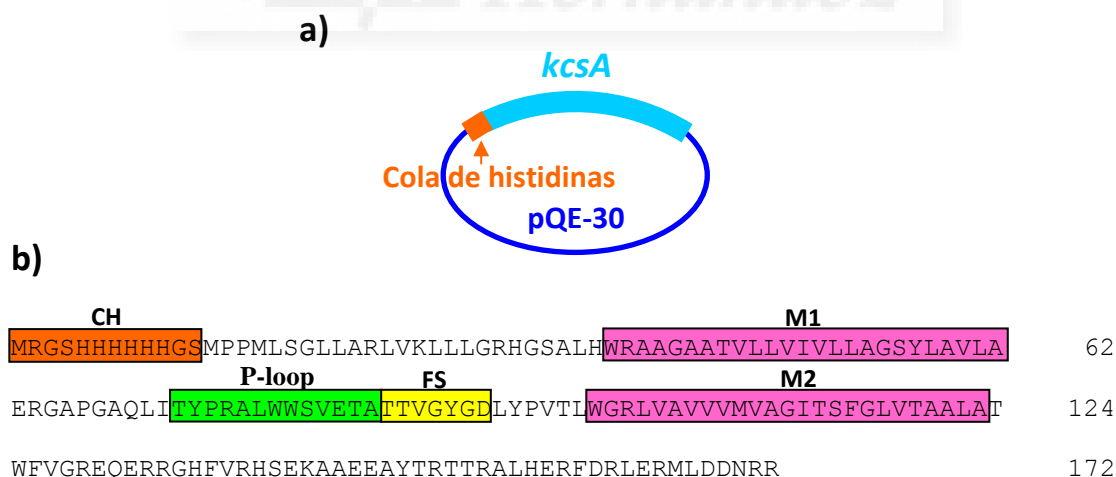 a)
kcsA
Cola de histidinas
pQE-30
b)
CH M1
MRGSHHHHHHGSMPPMLSGLLARLVKLLLGRHGSALHWRAAGAATVLLVIVLLAGSYLAVLA 62
P-loop FS M2
ERGAPGAQLITYPRALWWSVETATTVGYGDLYPVTLWGRLVAVVVMVAGITSFGLVTAALAT 124
WFVGREQERRGHFVRHSEKAAEEAYTRTTRALHERFDRLERMLDDNRR 172